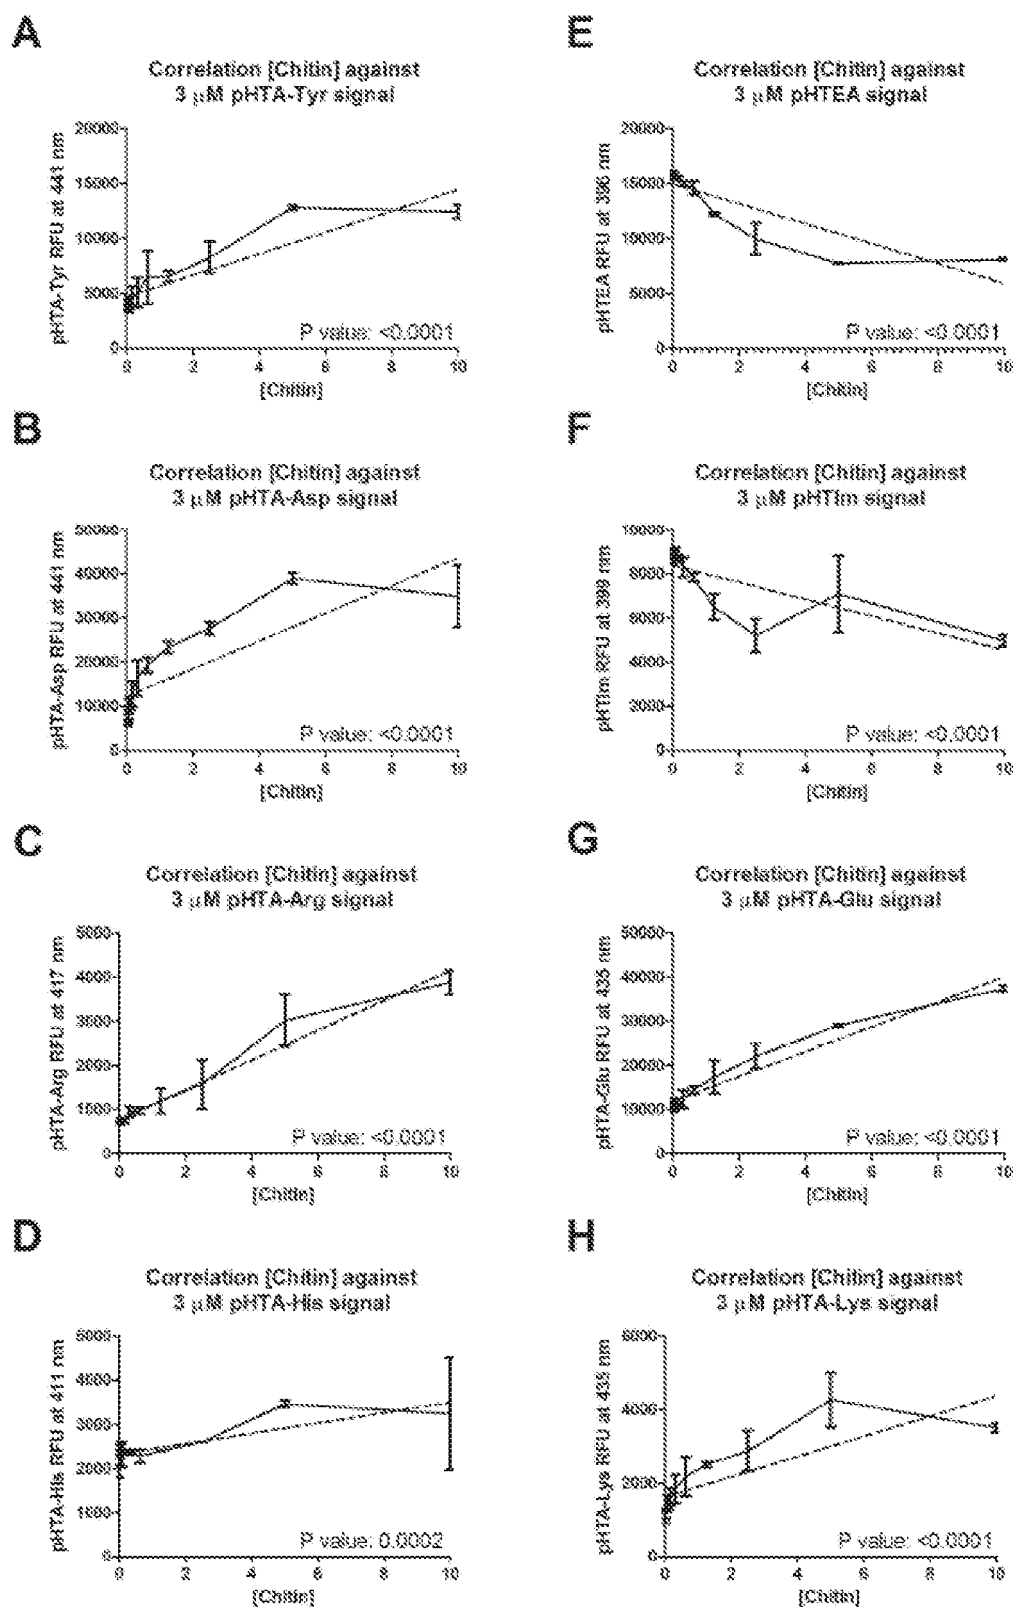 A
Correlation [Chitin] against
3 μM pHTA-Tyr signal
pHTA-Tyr RFU at 441 nm
20000
15000
10000
5000
0
P value: <0.0001
0 2 4 6 8 10
[Chitin]
B
Correlation [Chitin] against
3 μM pHTA-Asp signal
pHTA-Asp RFU at 441 nm
50000
40000
30000
20000
10000
0
P value: <0.0001
0 2 4 6 8 10
[Chitin]
C
Correlation [Chitin] against
3 μM pHTA-Arg signal
pHTA-Arg RFU at 417 nm
5000
4000
3000
2000
1000
0
P value: <0.0001
0 2 4 6 8 10
[Chitin]
D
Correlation [Chitin] against
3 μM pHTA-His signal
pHTA-His RFU at 411 nm
5000
4000
3000
2000
1000
0
P value: 0.0002
0 2 4 6 8 10
[Chitin]
E
Correlation [Chitin] against
3 μM pHTEA signal
pHTEA RFU at 396 nm
20000
15000
10000
5000
0
P value: <0.0001
0 2 4 6 8 10
[Chitin]
F
Correlation [Chitin] against
3 μM pHTIm signal
pHTIm RFU at 399 nm
10000
8000
6000
4000
2000
0
P value: <0.0001
0 2 4 6 8 10
[Chitin]
G
Correlation [Chitin] against
3 μM pHTA-Glu signal
pHTA-Glu RFU at 435 nm
50000
40000
30000
20000
10000
0
P value: <0.0001
0 2 4 6 8 10
[Chitin]
H
Correlation [Chitin] against
3 μM pHTA-Lys signal
pHTA-Lys RFU at 435 nm
6000
4000
2000
0
P value: <0.0001
0 2 4 6 8 10
[Chitin]